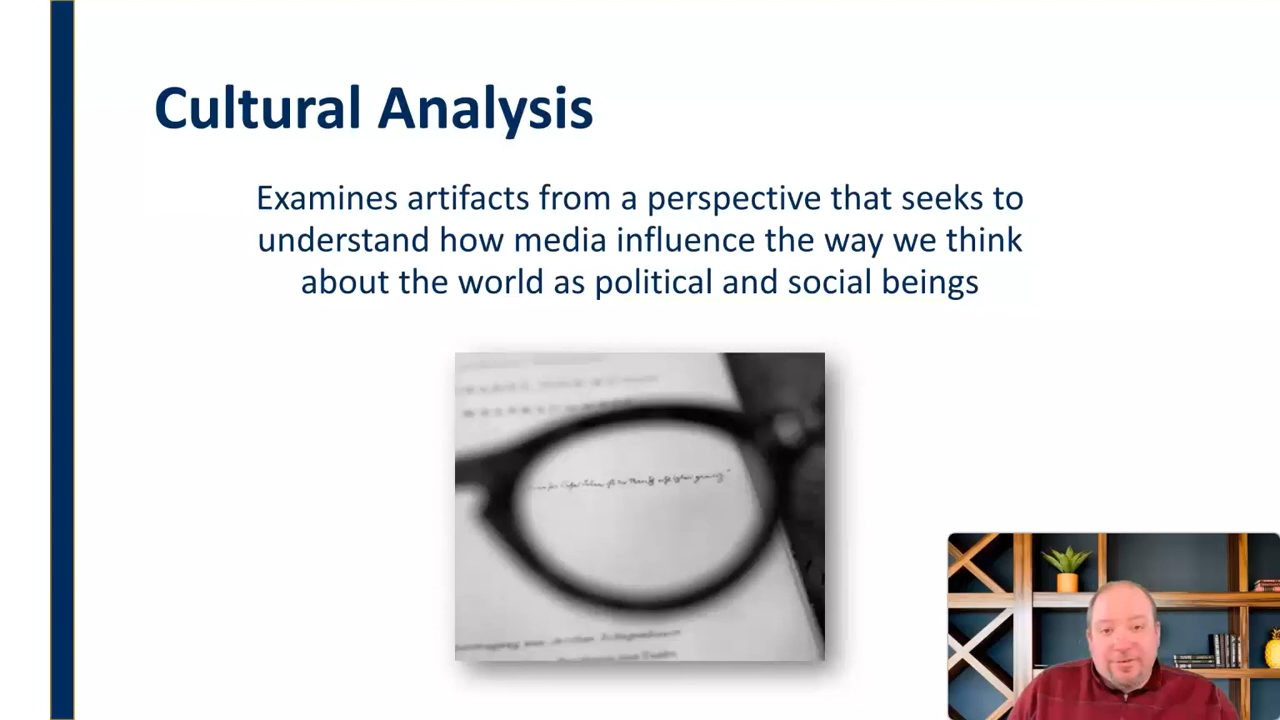 Cultural Analysis
Examines artifacts from a perspective that seeks to
understand how media influence the way we think
about the world as political and social beings